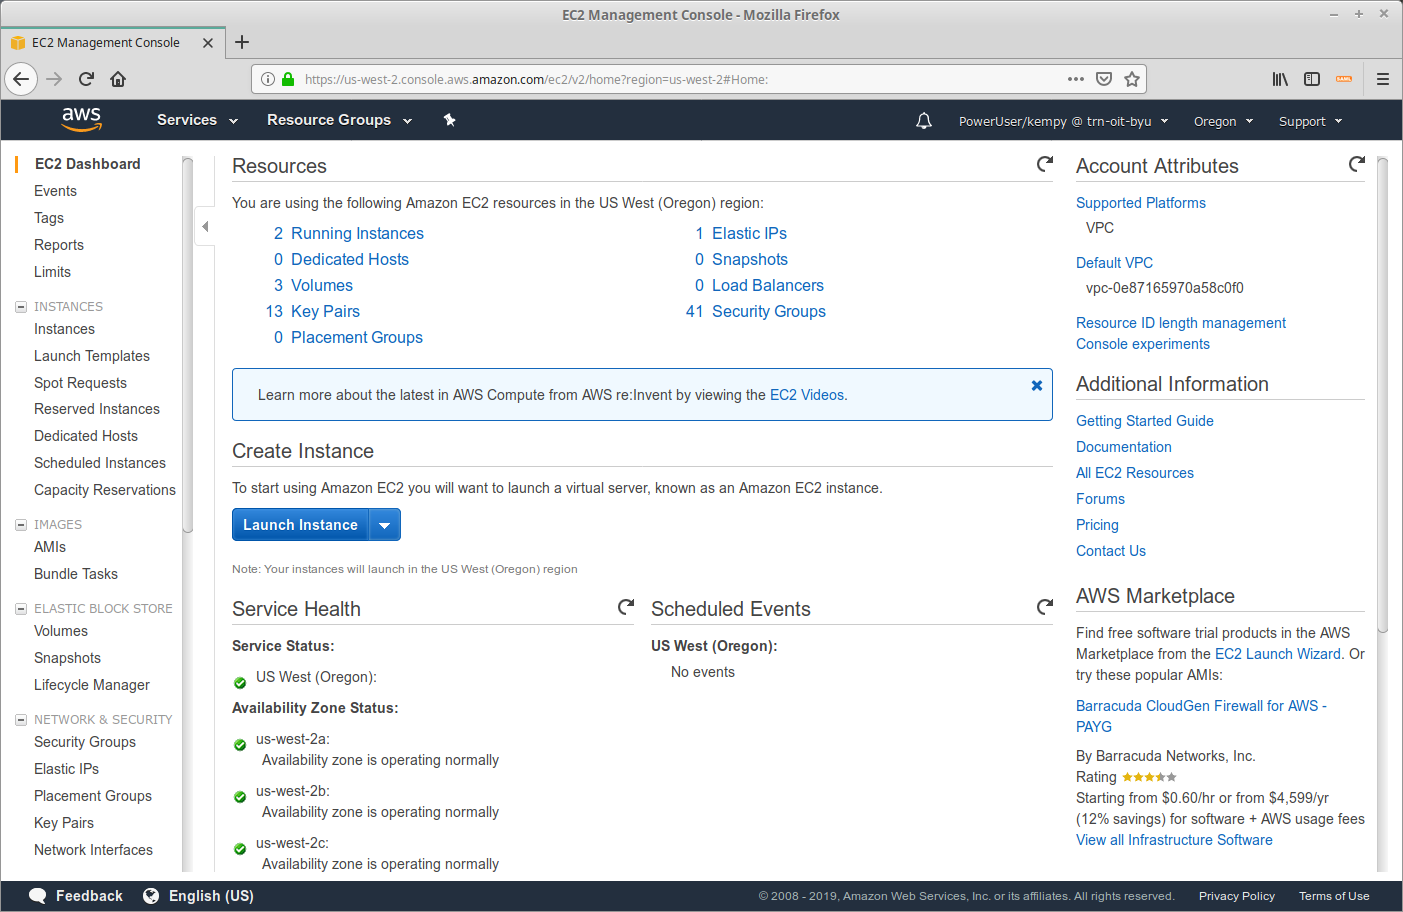 EC2 Management Console - Mozilla Firefox
EC2 Management Console
https://us-west-2.console.aws.amazon.com/ec2/v2/home?region=us-west-2#Home:
aws
Services
Resource Groups
PowerUser/kempy @ trn-oit-byu
Oregon
Support
EC2 Dashboard
Events
Tags
Reports
Limits
INSTANCES
Instances
Launch Templates
Spot Requests
Reserved Instances
Dedicated Hosts
Scheduled Instances
Capacity Reservations
IMAGES
AMIs
Bundle Tasks
ELASTIC BLOCK STORE
Volumes
Snapshots
Lifecycle Manager
NETWORK & SECURITY
Security Groups
Elastic IPs
Placement Groups
Key Pairs
Network Interfaces
Resources
You are using the following Amazon EC2 resources in the US West (Oregon) region:
2 Running Instances
0 Dedicated Hosts
3 Volumes
13 Key Pairs
0 Placement Groups
1 Elastic IPs
0 Snapshots
0 Load Balancers
41 Security Groups
Learn more about the latest in AWS Compute from AWS re:Invent by viewing the EC2 Videos.
Create Instance
To start using Amazon EC2 you will want to launch a virtual server, known as an Amazon EC2 instance.
Launch Instance
Note: Your instances will launch in the US West (Oregon) region
Service Health
Service Status:
US West (Oregon):
Availability Zone Status:
us-west-2a:
Availability zone is operating normally
us-west-2b:
Availability zone is operating normally
us-west-2c:
Availability zone is operating normally
Scheduled Events
US West (Oregon):
No events
Account Attributes
Supported Platforms
VPC
Default VPC
vpc-0e87165970a58c0f0
Resource ID length management
Console experiments
Additional Information
Getting Started Guide
Documentation
All EC2 Resources
Forums
Pricing
Contact Us
AWS Marketplace
Find free software trial products in the AWS
Marketplace from the EC2 Launch Wizard. Or
try these popular AMIs:
Barracuda CloudGen Firewall for AWS -
PAYG
By Barracuda Networks, Inc.
Rating
Starting from $0.60/hr or from $4,599/yr
(12% savings) for software + AWS usage fees
View all Infrastructure Software
Feedback
English (US)
© 2008 - 2019, Amazon Web Services, Inc. or its affiliates. All rights reserved.
Privacy Policy
Terms of Use